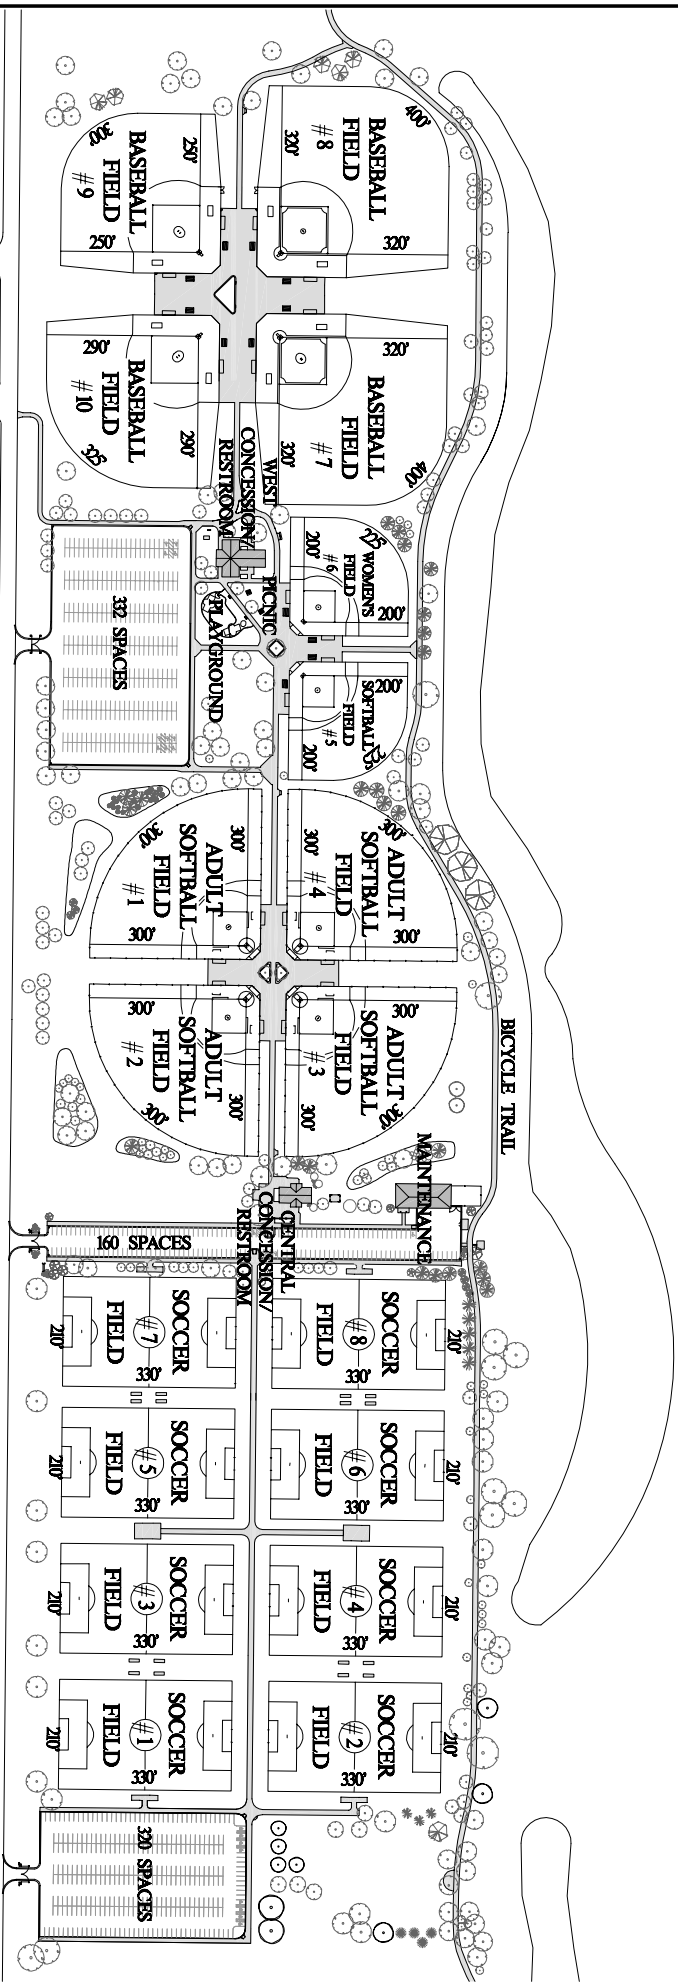 400'
BASEBALL
FIELD
#8
320'
320'
300'
250'
BASEBALL
FIELD
#9
250'
320'
BASEBALL
FIELD
#7
320'
400'
290'
BASEBALL
FIELD
#10
290'
325'
WEST
CONCESSION/
RESTROOM
225'
WOMEN'S
FIELD
#6
200'
200'
PICNIC
PLAYGROUND
332 SPACES
200'
SOFTBALL
FIELD
#5
200'
300'
ADULT
SOFTBALL
FIELD
#4
300'
300'
300'
ADULT
SOFTBALL
FIELD
#1
300'
300'
300'
ADULT
SOFTBALL
FIELD
#3
300'
300'
300'
ADULT
SOFTBALL
FIELD
#2
300'
300'
BICYCLE TRAIL
MAINTENANCE
CENTRAL
CONCESSION/
RESTROOM
160 SPACES
SOCCER
#8
FIELD
330'
210'
SOCCER
#7
FIELD
330'
210'
SOCCER
#6
FIELD
330'
210'
SOCCER
#5
FIELD
330'
210'
SOCCER
#4
FIELD
330'
210'
SOCCER
#3
FIELD
330'
210'
SOCCER
#2
FIELD
330'
210'
SOCCER
#1
FIELD
330'
210'
320 SPACES